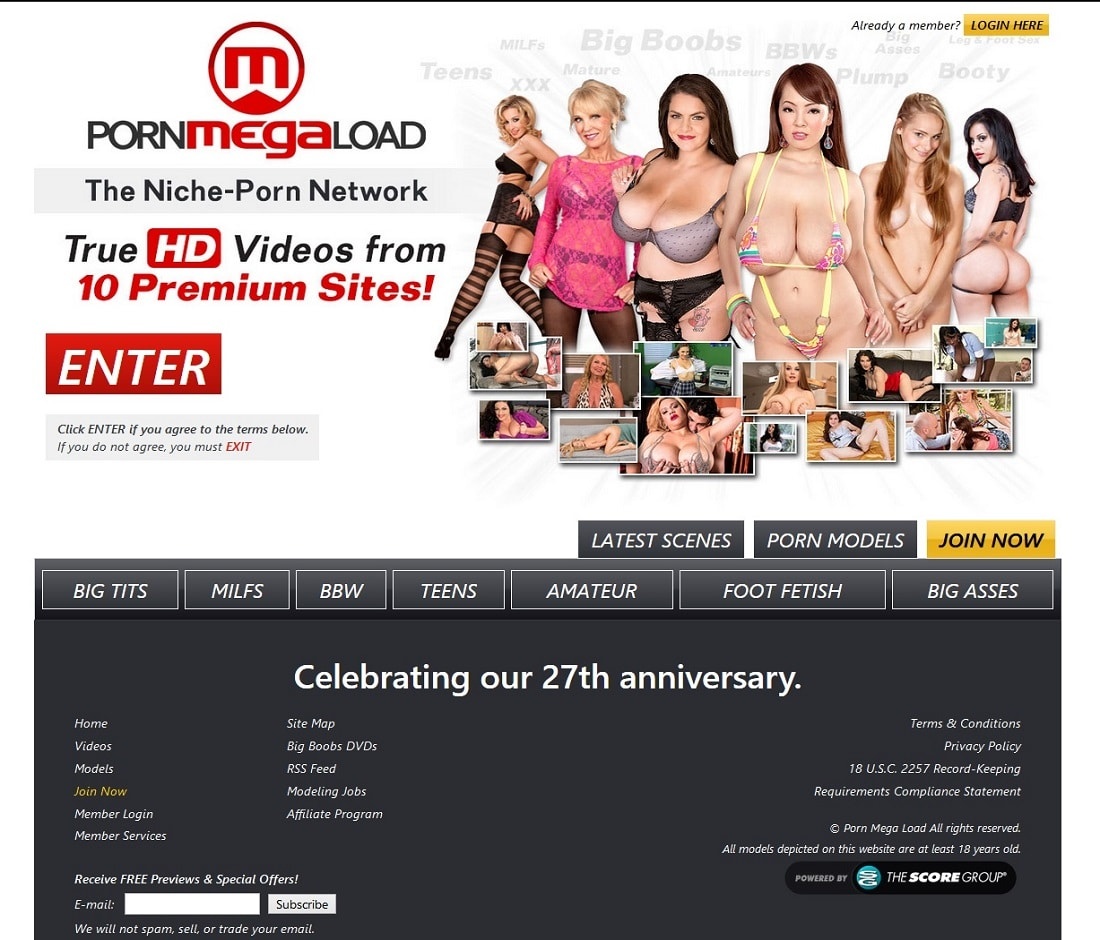 Already a member? LOGIN HERE
MILFs
Big Boobs
BBWs
Big Asses
Leg & Foot Sex
Teens
XXX
Mature
Amateurs
Plump
Booty
PORNmegaLOAD
The Niche-Porn Network
True HD Videos from
10 Premium Sites!
ENTER
Click ENTER if you agree to the terms below.
If you do not agree, you must EXIT
LATEST SCENES
PORN MODELS
JOIN NOW
BIG TITS
MILFS
BBW
TEENS
AMATEUR
FOOT FETISH
BIG ASSES
Celebrating our 27th anniversary.
Home
Videos
Models
Join Now
Member Login
Member Services
Site Map
Big Boobs DVDs
RSS Feed
Modeling Jobs
Affiliate Program
Terms & Conditions
Privacy Policy
18 U.S.C. 2257 Record-Keeping
Requirements Compliance Statement
© Porn Mega Load All rights reserved.
All models depicted on this website are at least 18 years old.
POWERED BY THE SCORE GROUP®
Receive FREE Previews & Special Offers!
E-mail:
Subscribe
We will not spam, sell, or trade your email.